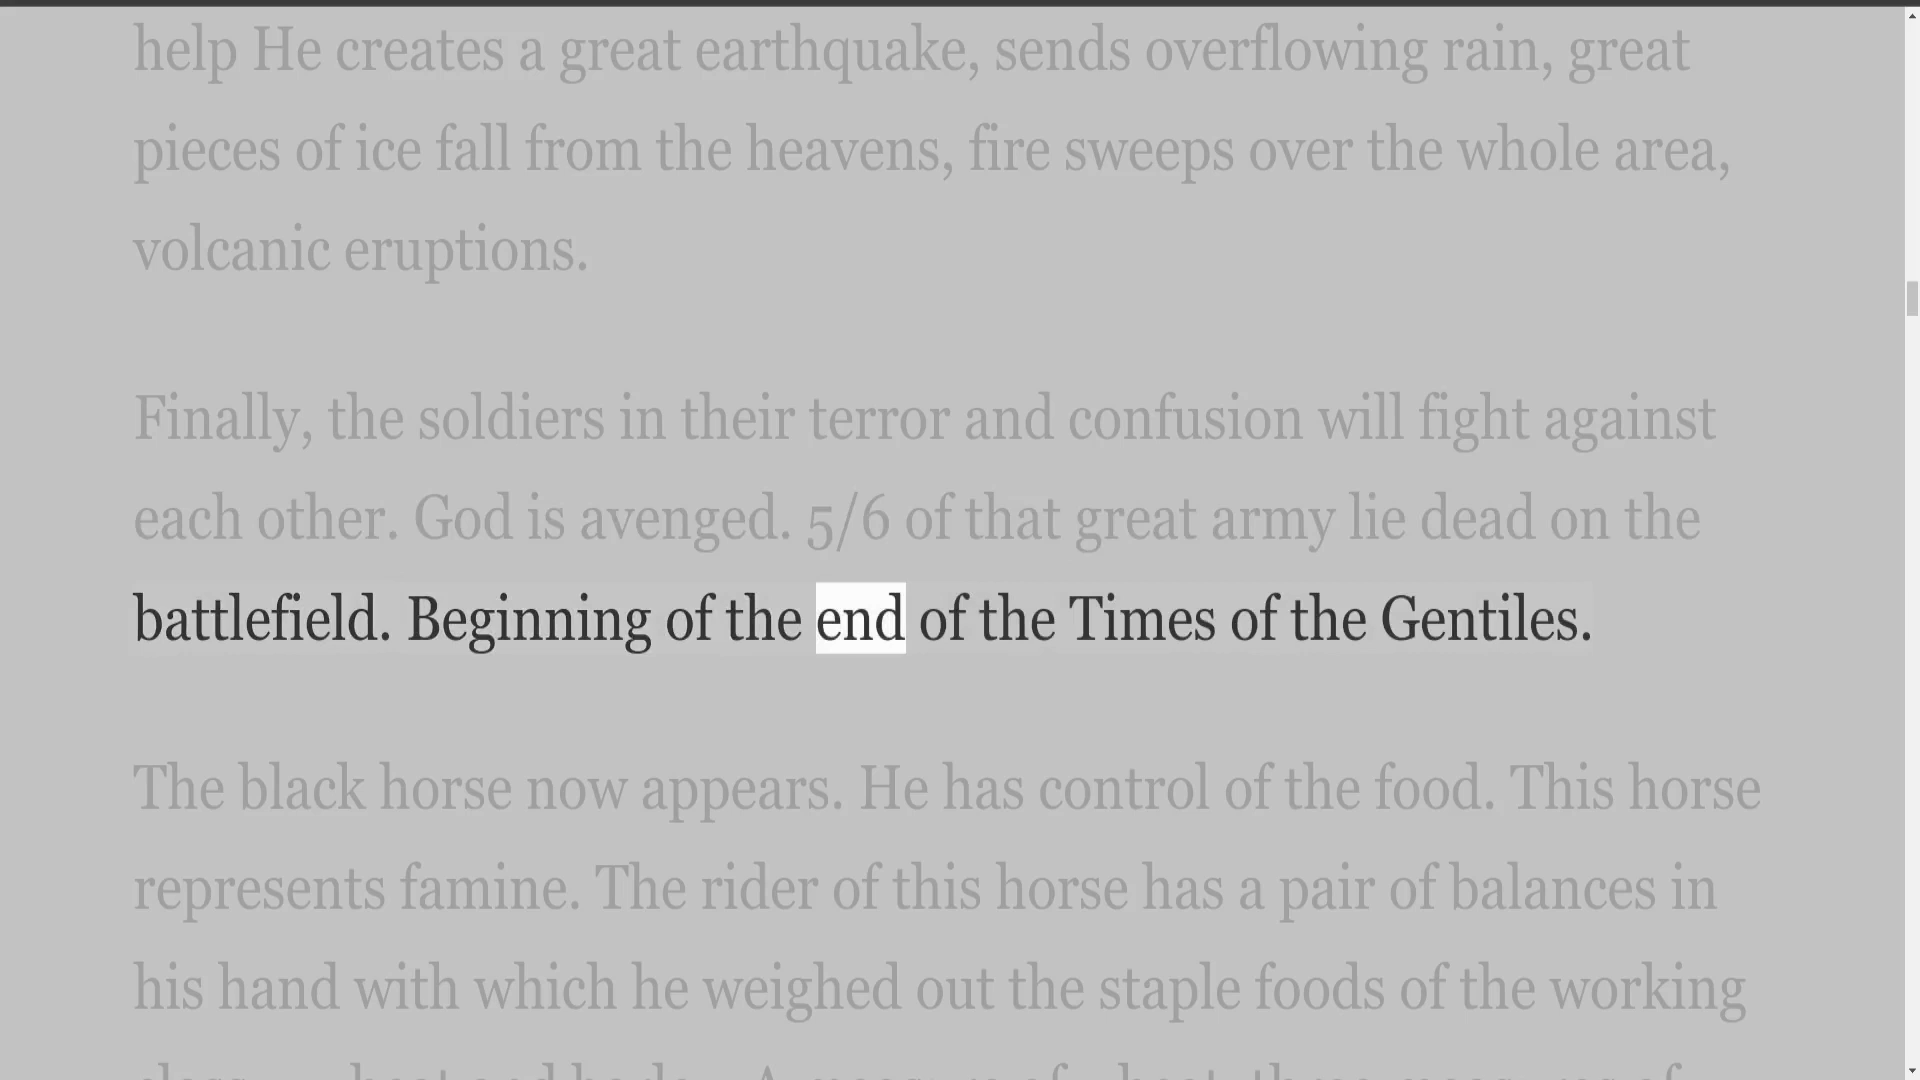 help He creates a great earthquake, sends overflowing rain, great
pieces of ice fall from the heavens, fire sweeps over the whole area,
volcanic eruptions.
Finally, the soldiers in their terror and confusion will fight against
each other. God is avenged. 5/6 of that great army lie dead on the
battlefield. Beginning of the end of the Times of the Gentiles.
The black horse now appears. He has control of the food. This horse
represents famine. The rider of this horse has a pair of balances in
his hand with which he weighed out the staple foods of the working